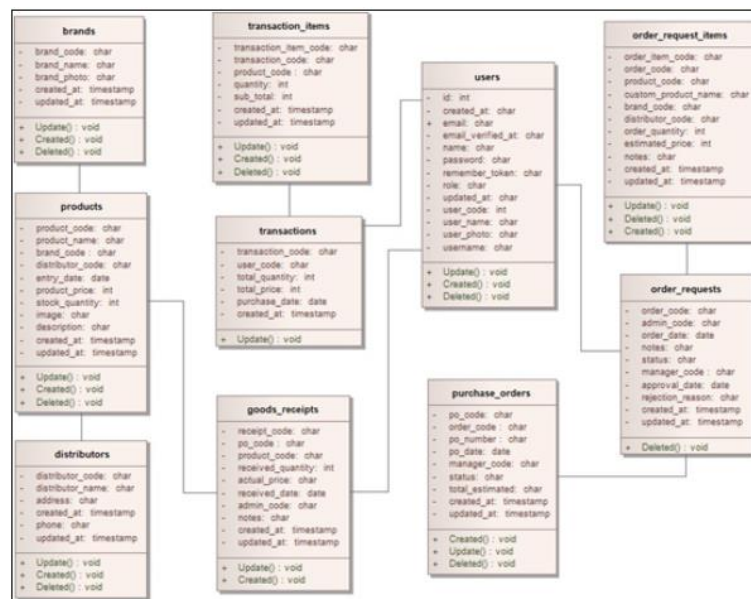 brands
- brand_code: char
- brand_name: char
- brand_photo: char
- created_at: timestamp
- updated_at: timestamp
+ Update() : void
+ Created() : void
+ Deleted() : void
transaction_items
- transaction_item_code: char
- transaction_code: char
- product_code : char
- quantity: int
- sub_total: int
- created_at: timestamp
- updated_at: timestamp
+ Update() : void
+ Created() : void
+ Deleted() : void
users
- id: int
- created_at: char
+ email: char
- email_verified_at: char
- name: char
- password: char
- remember_token: char
- role: char
- updated_at: char
- user_code: int
- user_name: char
- user_photo: char
- username: char
+ Update() : void
+ Created() : void
+ Deleted() : void
order_request_items
- order_item_code: char
- order_code: char
- product_code: char
- custom_product_name: char
- brand_code: char
- distributor_code: char
- order_quantity: int
- estimated_price: int
- notes: char
- created_at: timestamp
- updated_at: timestamp
+ Update() : void
+ Deleted() : void
+ Created() : void
products
- product_code: char
- product_name: char
- brand_code : char
- distributor_code: char
- entry_date: date
- product_price: int
- stock_quantity: int
- image: char
- description: char
- created_at: timestamp
- updated_at: timestamp
+ Update() : void
+ Created() : void
+ Deleted() : void
transactions
- transaction_code: char
- user_code: char
- total_quantity: int
- total_price: int
- purchase_date: date
- created_at: timestamp
+ Update() : void
order_requests
- order_code: char
- admin_code: char
- order_date: date
- notes: char
- status: char
- manager_code : char
- approval_date: date
- rejection_reason: char
- created_at: timestamp
- updated_at: timestamp
+ Deleted() : void
distributors
- distributor_code: char
- distributor_name: char
- address: char
- created_at: timestamp
- phone: char
- updated_at: timestamp
+ Update() : void
+ Created() : void
+ Deleted() : void
goods_receipts
- receipt_code: char
- po_code : char
- product_code: char
- received_quantity: int
- actual_price: char
- received_date: date
- admin_code: char
- notes: char
- created_at: timestamp
- updated_at: timestamp
+ Update() : void
+ Created() : void
purchase_orders
- po_code: char
- order_code : char
- po_number : char
- po_date: date
- manager_code: char
- status: char
- total_estimated: char
- created_at: timestamp
- updated_at: timestamp
+ Created() : void
+ Update() : void
+ Deleted() : void